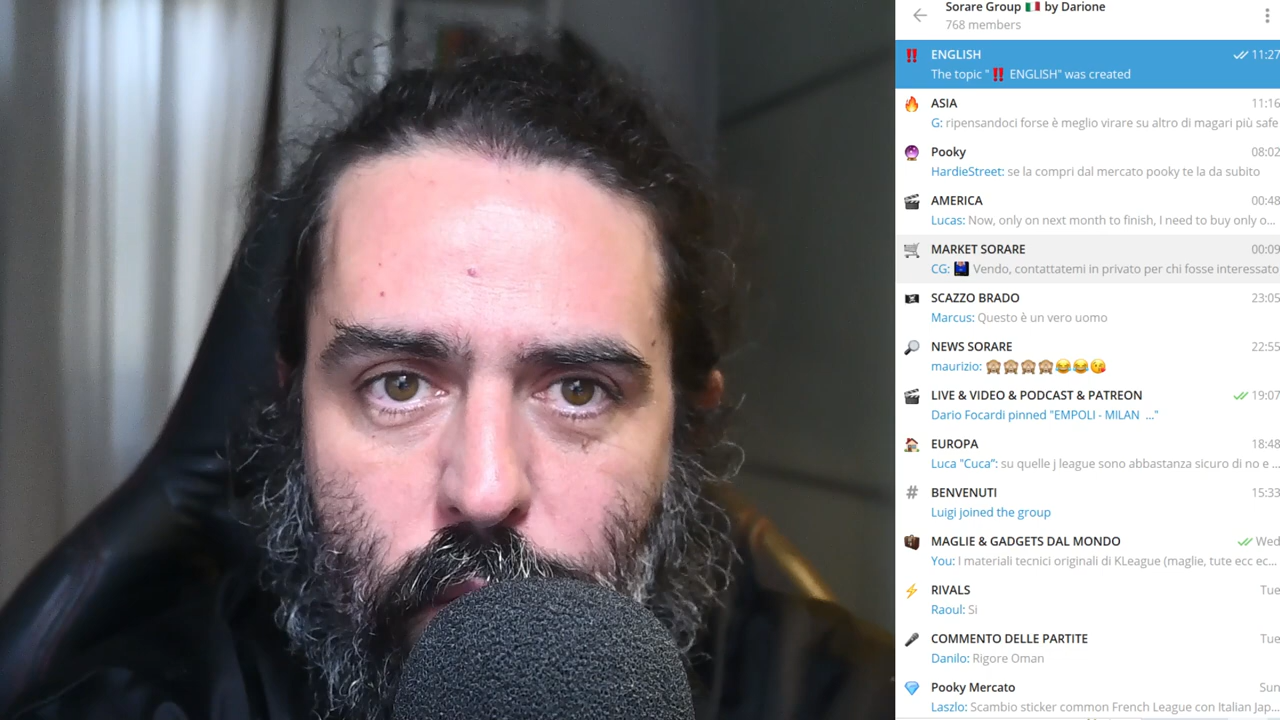 Sorare Group 🇮🇹 by Darione
768 members
‼️ ENGLISH 11:27
The topic "‼️ ENGLISH" was created
ASIA 11:16
G: ripensandoci forse è meglio virare su altro di magari più safe
Pooky 08:02
HardieStreet: se la compri dal mercato pooky te la da subito
AMERICA 00:48
Lucas: Now, only on next month to finish, I need to buy only o...
MARKET SORARE 00:09
CG: Vendo, contattatemi in privato per chi fosse interessato
SCAZZO BRADO 23:05
Marcus: Questo è un vero uomo
NEWS SORARE 22:55
maurizio: 🙈🙈🙈🙈😂😂😘
LIVE & VIDEO & PODCAST & PATREON 19:07
Dario Focardi pinned "EMPOLI - MILAN ..."
EUROPA 18:48
Luca "Cuca": su quelle j league sono abbastanza sicuro di no e ...
# BENVENUTI 15:33
Luigi joined the group
MAGLIE & GADGETS DAL MONDO Wed
You: I materiali tecnici originali di KLeague (maglie, tute ecc ec...
RIVALS Tue
Raoul: Si
COMMENTO DELLE PARTITE Tue
Danilo: Rigore Oman
Pooky Mercato Sun
Laszlo: Scambio sticker common French League con Italian Jap...